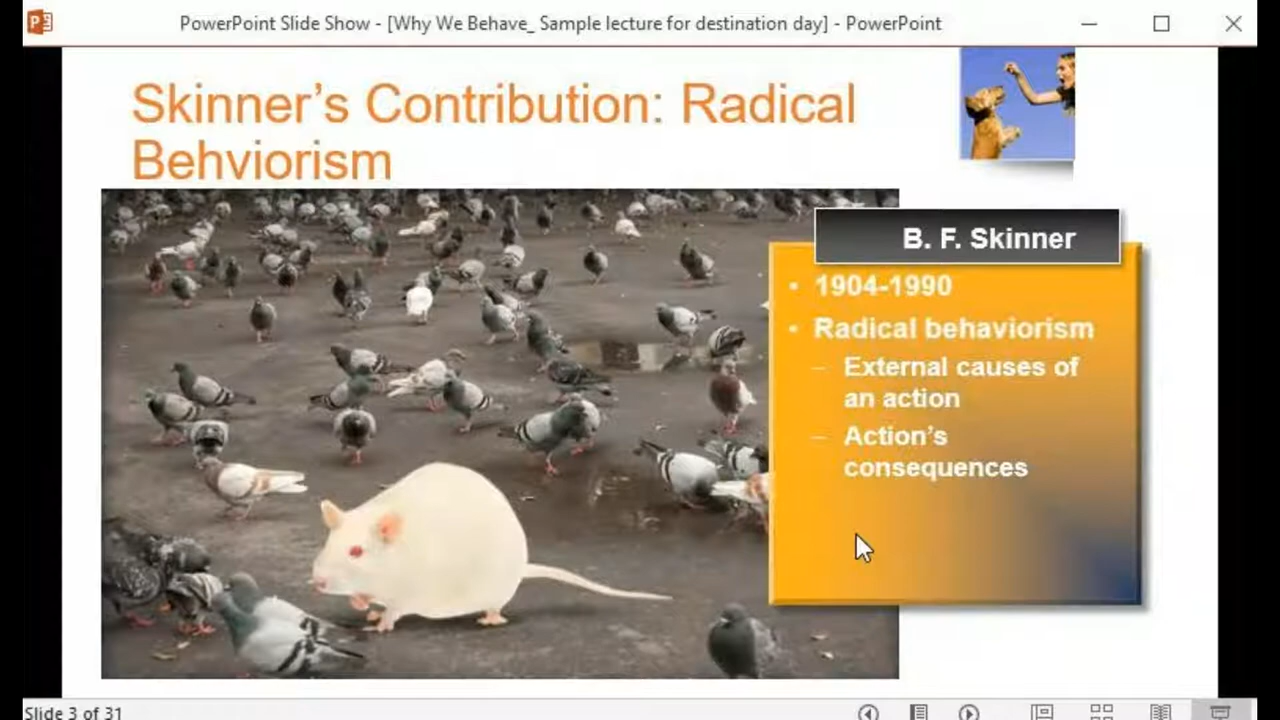 PowerPoint Slide Show - [Why We Behave_ Sample lecture for destination day] - PowerPoint
Skinner's Contribution: Radical
Behviorism
B. F. Skinner
• 1904-1990
• Radical behaviorism
– External causes of
an action
– Action's
consequences
Slide 3 of 31